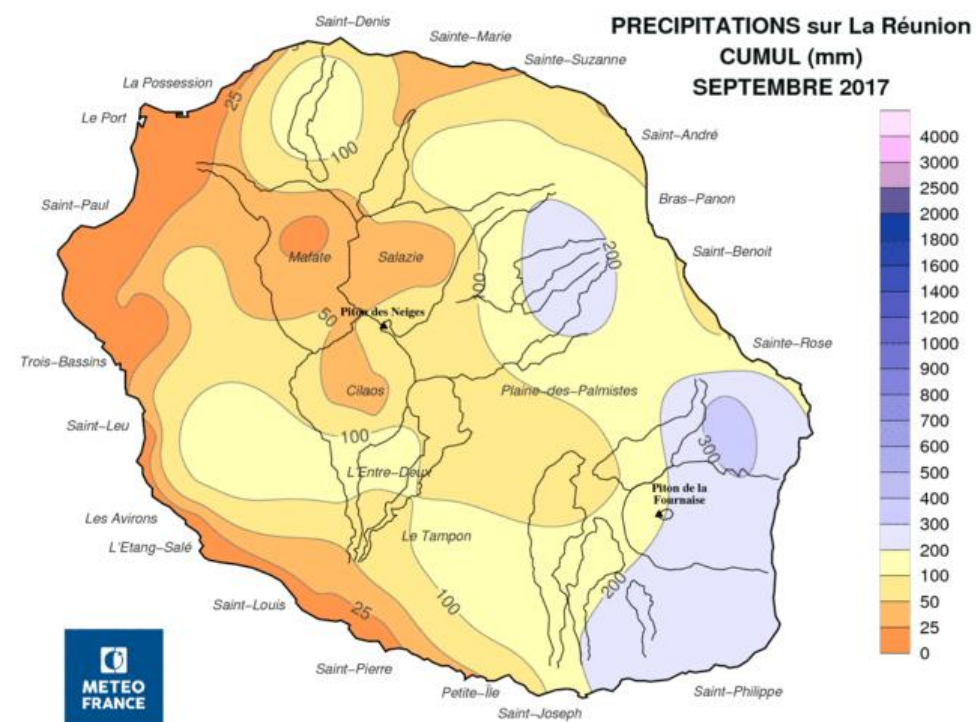 PRECIPITATIONS sur La Réunion
CUMUL (mm)
SEPTEMBRE 2017
Saint-Denis
Sainte-Marie
Sainte-Suzanne
La Possession
Le Port
25
100
Saint-André
Saint-Paul
Bras-Panon
Mafate
Salazie
200
Saint-Benoit
100
50
Piton des Neiges
Trois-Bassins
Sainte-Rose
Cilaos
Plaine-des-Palmistes
Saint-Leu
100
300
L'Entre-Deux
Piton de la
Fournaise
Les Avirons
L'Etang-Salé
Le Tampon
Saint-Louis
25
100
200
Saint-Pierre
Petite-Île
Saint-Philippe
Saint-Joseph
4000
3000
2500
2000
1800
1600
1400
1200
1000
900
800
700
600
500
400
300
200
100
50
25
0
METEO
FRANCE